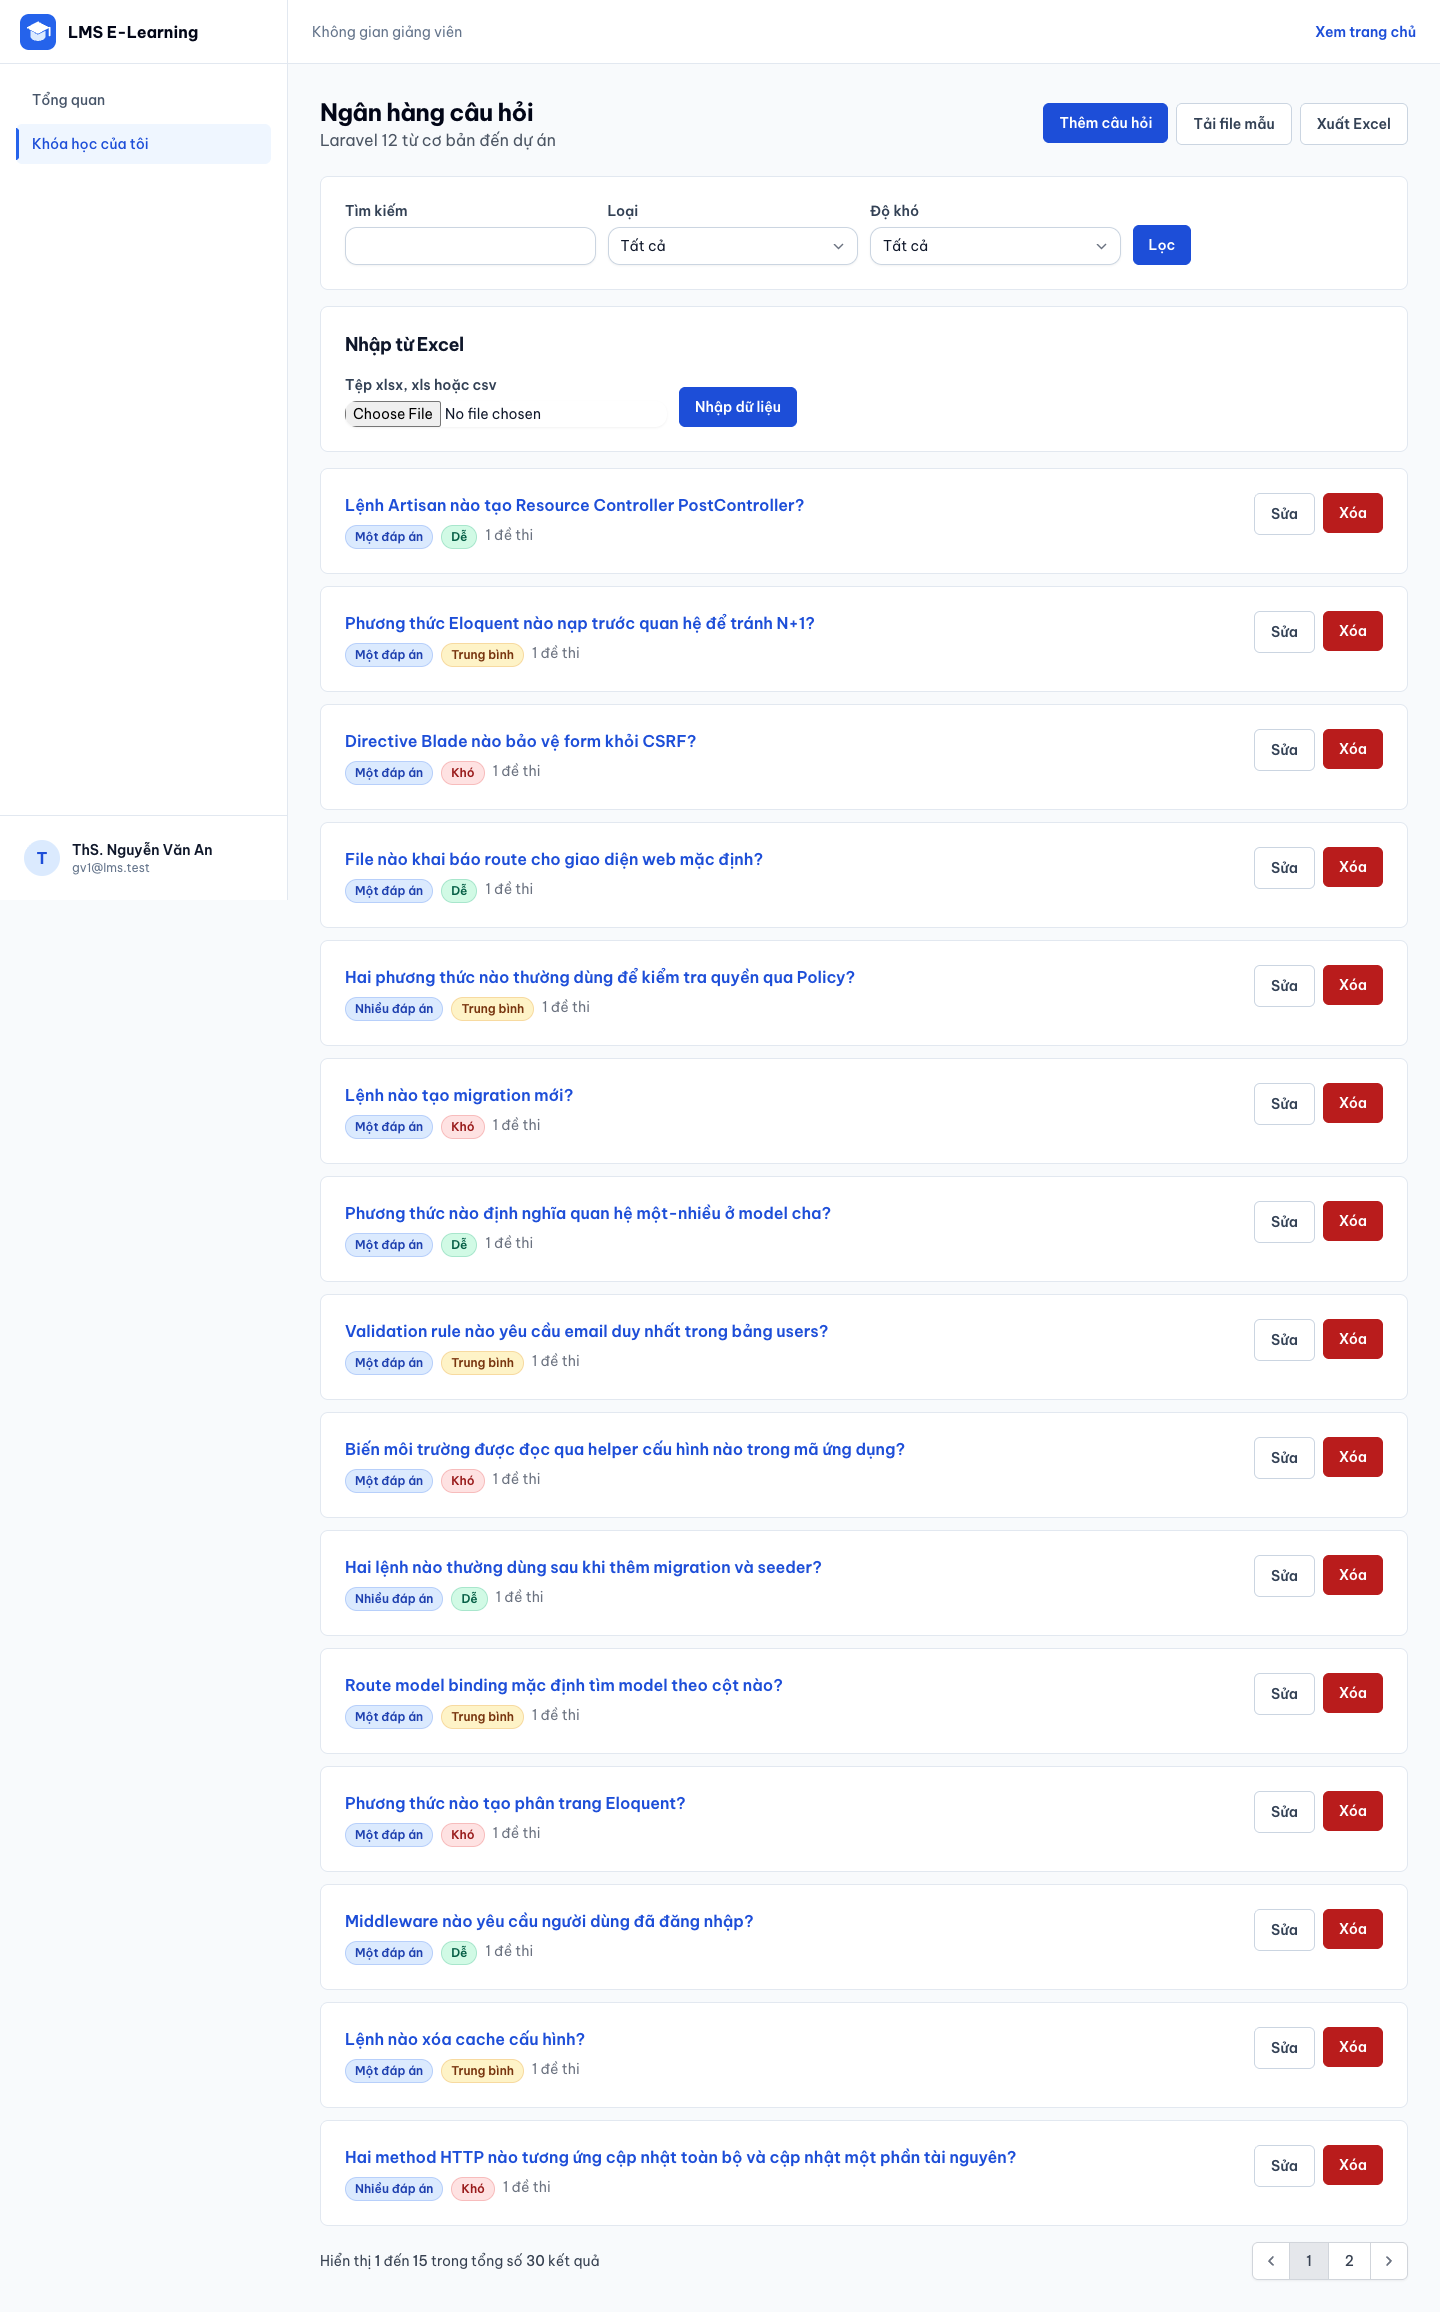 LMS E-Learning
Không gian giảng viên
Xem trang chủ
Tổng quan
Khóa học của tôi
Ngân hàng câu hỏi
Laravel 12 từ cơ bản đến dự án
Thêm câu hỏi
Tải file mẫu
Xuất Excel
Tìm kiếm
Loại
Độ khó
Tất cả
Tất cả
Lọc
Nhập từ Excel
Tệp xlsx, xls hoặc csv
Choose File No file chosen
Nhập dữ liệu
Lệnh Artisan nào tạo Resource Controller PostController?
Một đáp án Dễ 1 đề thi
Sửa Xóa
Phương thức Eloquent nào nạp trước quan hệ để tránh N+1?
Một đáp án Trung bình 1 đề thi
Sửa Xóa
Directive Blade nào bảo vệ form khỏi CSRF?
Một đáp án Khó 1 đề thi
Sửa Xóa
File nào khai báo route cho giao diện web mặc định?
Một đáp án Dễ 1 đề thi
Sửa Xóa
Hai phương thức nào thường dùng để kiểm tra quyền qua Policy?
Nhiều đáp án Trung bình 1 đề thi
Sửa Xóa
Lệnh nào tạo migration mới?
Một đáp án Khó 1 đề thi
Sửa Xóa
Phương thức nào định nghĩa quan hệ một-nhiều ở model cha?
Một đáp án Dễ 1 đề thi
Sửa Xóa
Validation rule nào yêu cầu email duy nhất trong bảng users?
Một đáp án Trung bình 1 đề thi
Sửa Xóa
Biến môi trường được đọc qua helper cấu hình nào trong mã ứng dụng?
Một đáp án Khó 1 đề thi
Sửa Xóa
Hai lệnh nào thường dùng sau khi thêm migration và seeder?
Nhiều đáp án Dễ 1 đề thi
Sửa Xóa
Route model binding mặc định tìm model theo cột nào?
Một đáp án Trung bình 1 đề thi
Sửa Xóa
Phương thức nào tạo phân trang Eloquent?
Một đáp án Khó 1 đề thi
Sửa Xóa
Middleware nào yêu cầu người dùng đã đăng nhập?
Một đáp án Dễ 1 đề thi
Sửa Xóa
Lệnh nào xóa cache cấu hình?
Một đáp án Trung bình 1 đề thi
Sửa Xóa
Hai method HTTP nào tương ứng cập nhật toàn bộ và cập nhật một phần tài nguyên?
Nhiều đáp án Khó 1 đề thi
Sửa Xóa
Hiển thị 1 đến 15 trong tổng số 30 kết quả
1 2
T
ThS. Nguyễn Văn An
gv1@lms.test